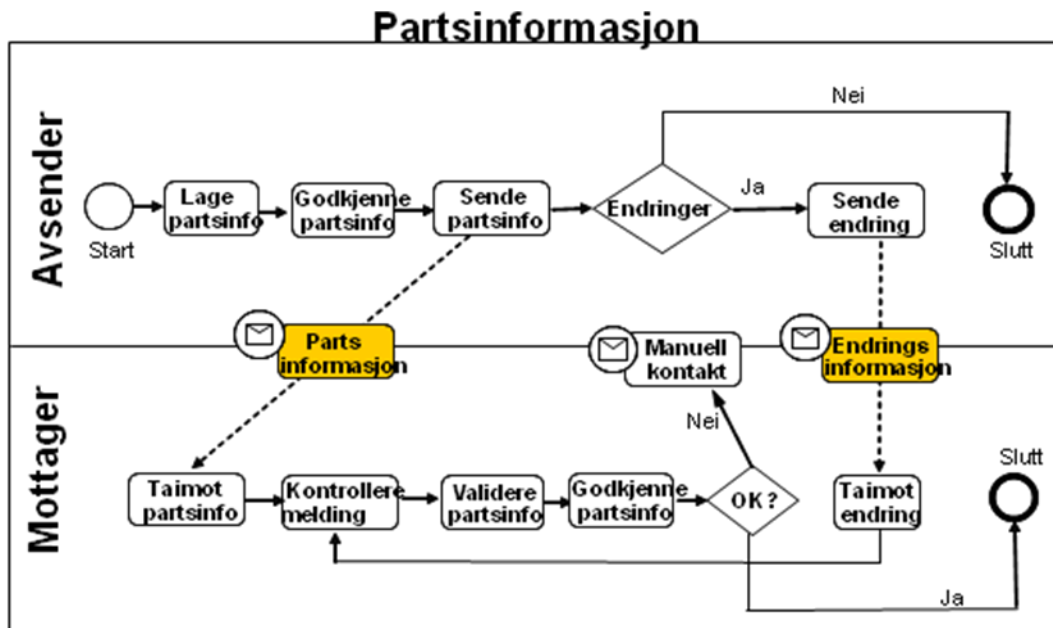 Partsinformasjon
Avsender
Nei
Lage
partsinfo
Godkjenne
partsinfo
Sende
partsinfo
Endringer
Ja
Sende
endring
Start
Slutt
Parts
informasjon
Manuell
kontakt
Endrings
informasjon
Mottager
Nei
Slutt
Taimot
partsinfo
Kontrollere
melding
Validere
partsinfo
Godkjenne
partsinfo
OK?
Taimot
endring
Ja